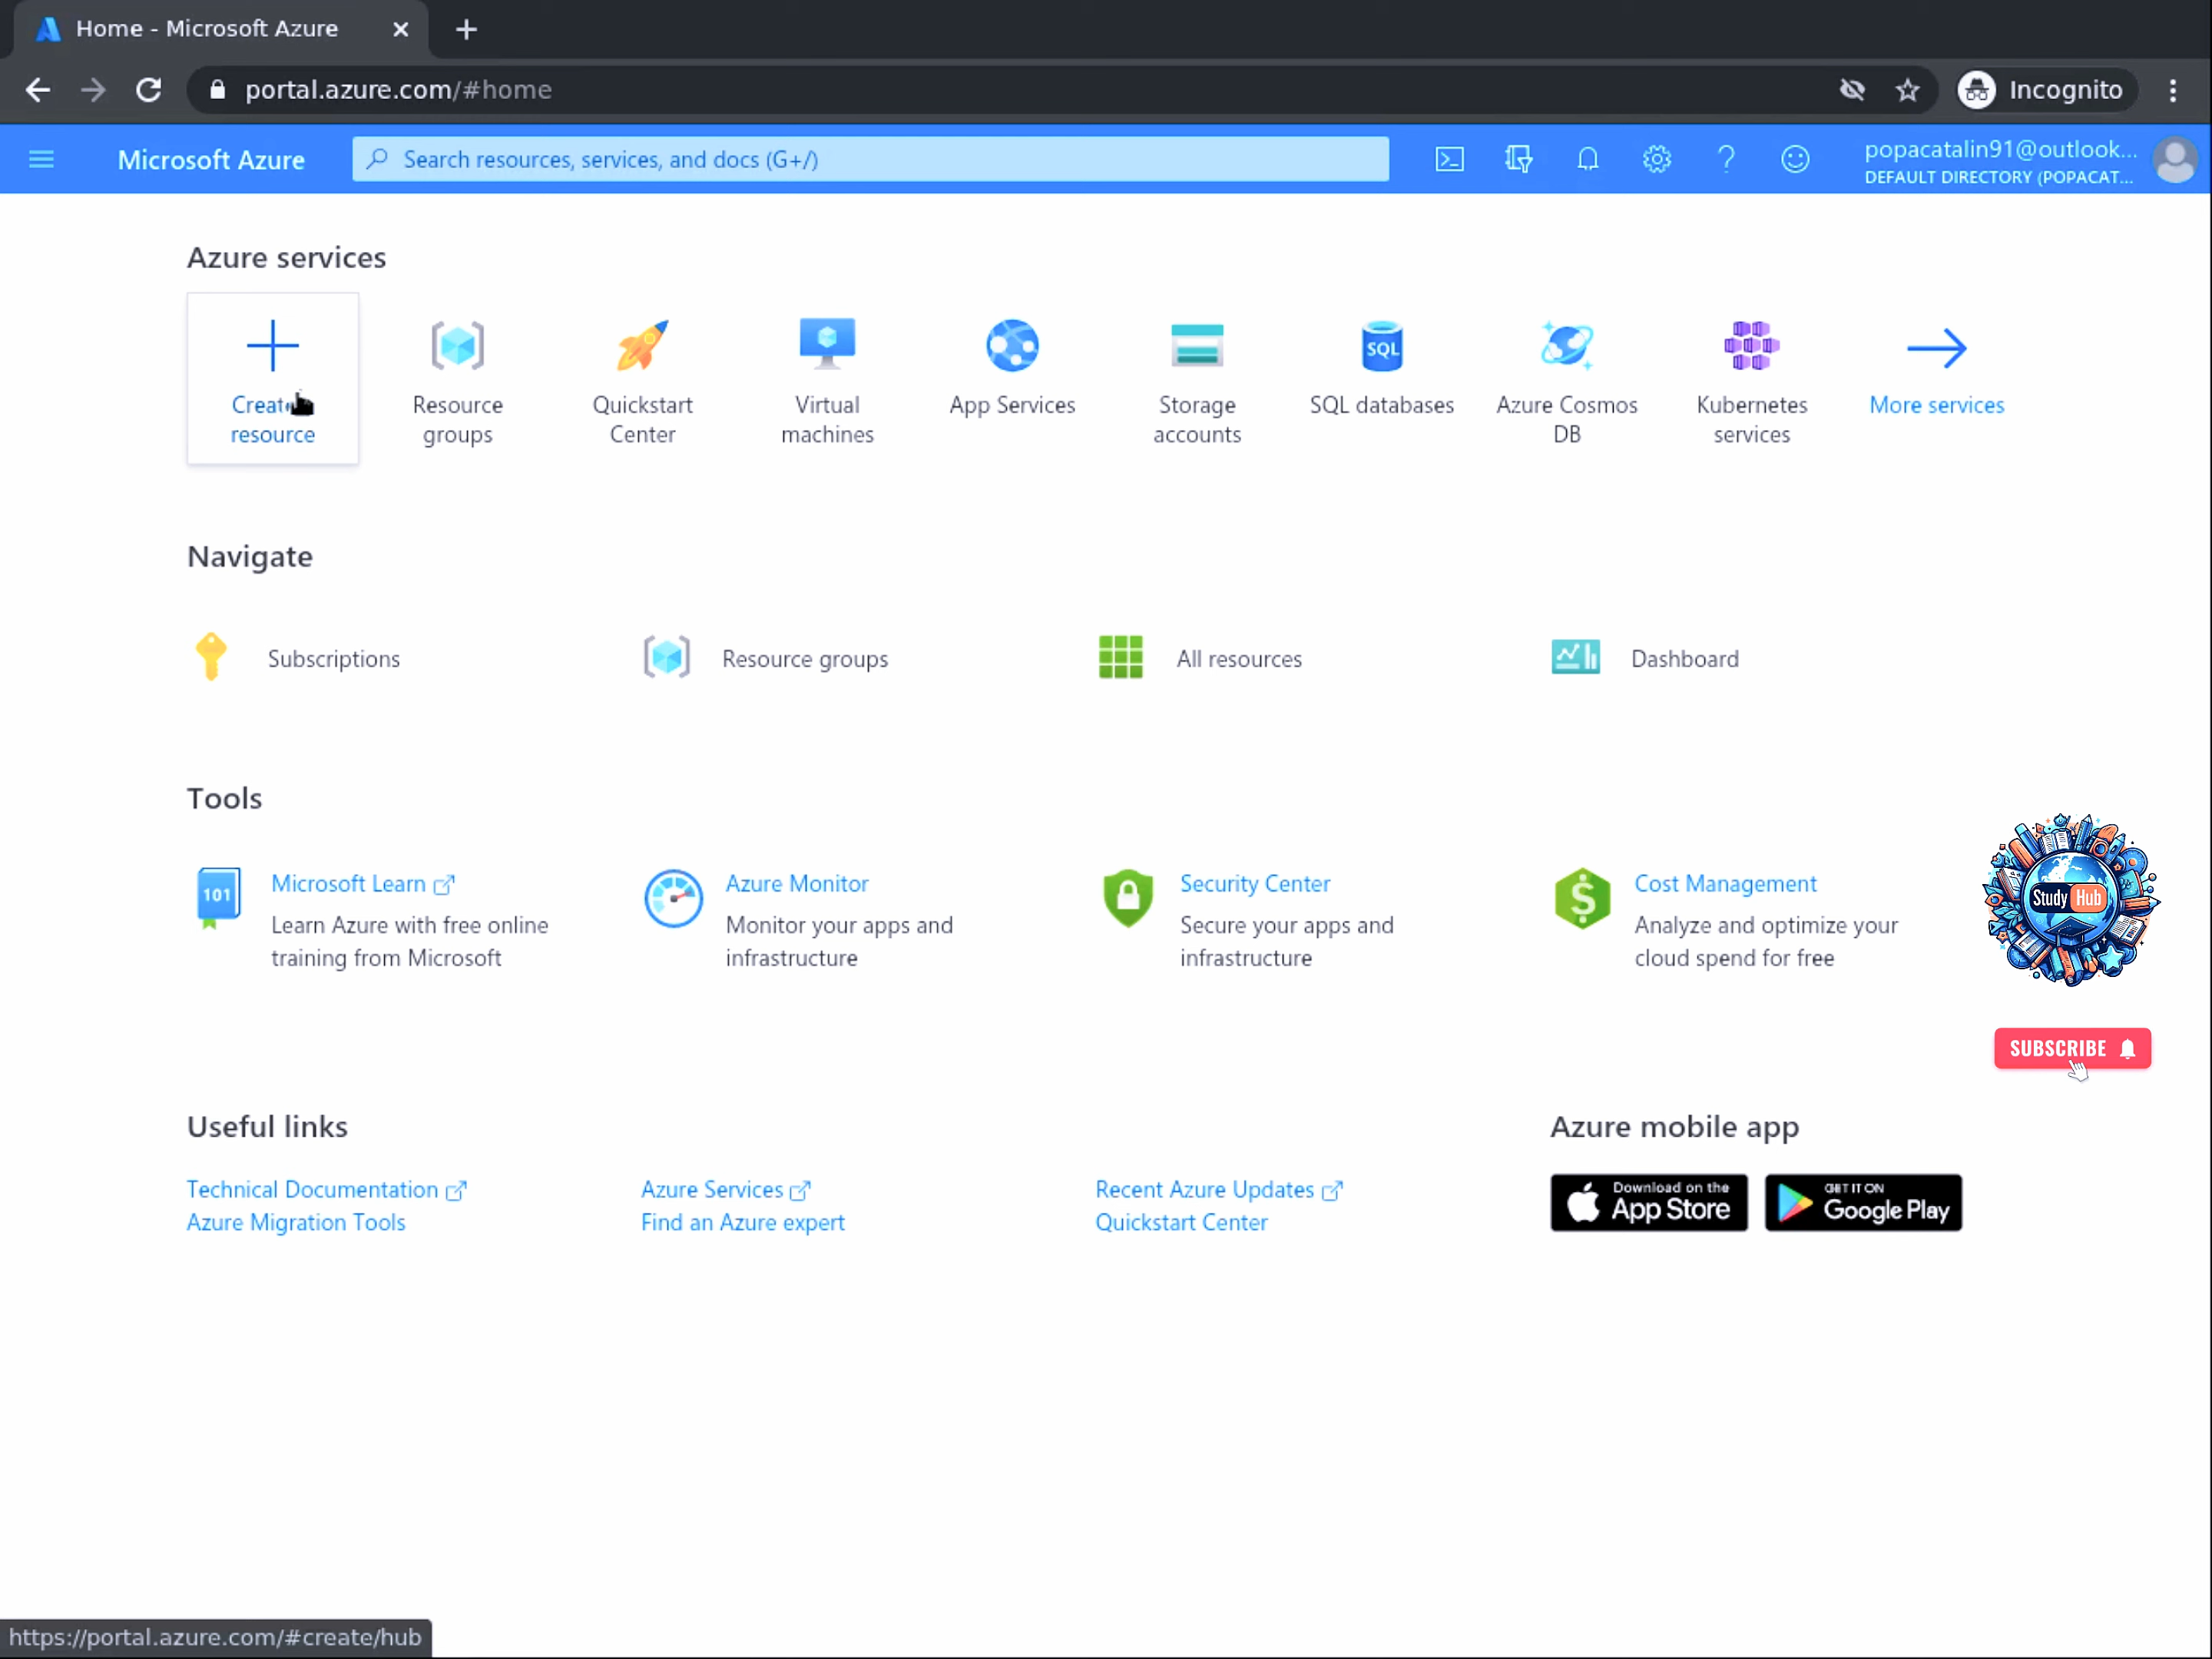 Home - Microsoft Azure
portal.azure.com/#home
Incognito
Microsoft Azure
Search resources, services, and docs (G+/)
popacatalin91@outlook...
DEFAULT DIRECTORY (POPACAT...
Azure services
Create
resource
Resource
groups
Quickstart
Center
Virtual
machines
App Services
Storage
accounts
SQL
SQL databases
Azure Cosmos
DB
Kubernetes
services
More services
Navigate
Subscriptions
Resource groups
All resources
Dashboard
Tools
101
Microsoft Learn
Learn Azure with free online
training from Microsoft
Azure Monitor
Monitor your apps and
infrastructure
Security Center
Secure your apps and
infrastructure
$
Cost Management
Analyze and optimize your
cloud spend for free
Study Hub
SUBSCRIBE
Useful links
Technical Documentation
Azure Migration Tools
Azure Services
Find an Azure expert
Recent Azure Updates
Quickstart Center
Azure mobile app
Download on the
App Store
GET IT ON
Google Play
https://portal.azure.com/#create/hub